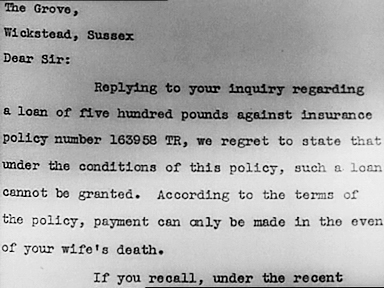 The Grove,
Wickstead, Sussex
Dear Sir:
Replying to your inquiry regarding
a loan of five hundred pounds against insurance
policy number 163958 TR, we regret to state that
under the conditions of this policy, such a loan
cannot be granted. According to the terms of
the policy, payment can only be made in the even
of your wife's death.
If you recall, under the recent